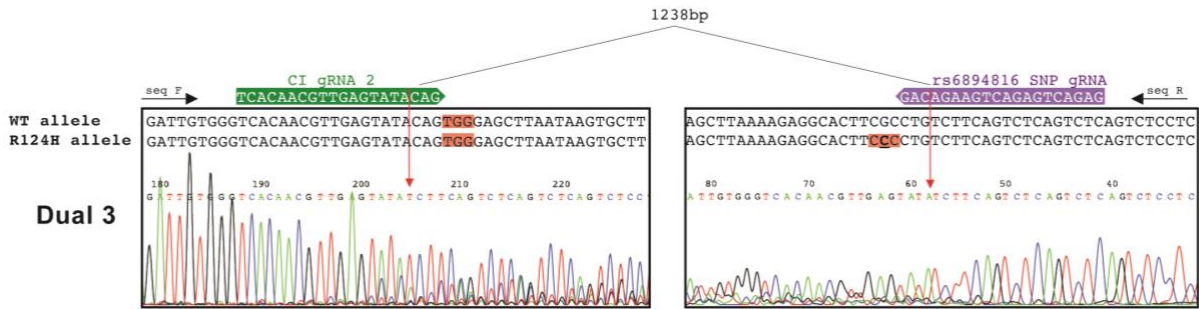 1238bp
CI gRNA 2
rs6894816 SNP gRNA
seq F
TCACAACGTTGAGTATACAG
GACAGAAGTCAGAGTCAGAG
seq R
WT allele GATTGTGGGTCACAACGTTGAGTATACAGTGGGAGCTTAATAAGTGCTT AGCTTAAAAGAGGCACTTCGCCTGTCTTCAGTCTCAGTCTCAGTCTCCTC
R124H allele GATTGTGGGTCACAACGTTGAGTATACAGTGGGAGCTTAATAAGTGCTT AGCTTAAAAGAGGCACTTCCCCTGTCTTCAGTCTCAGTCTCAGTCTCCTC
180 190 200 210 220 80 70 60 50 40
GATTGTGGGTCACAACGTTGAGTATATCTTCAGTCTCAGTCTCAGTCTCC ATTGTGGGTCACAACGTTGAGTATATCTTCAGTCTCAGTCTCAGTCTCCTC
Dual 3